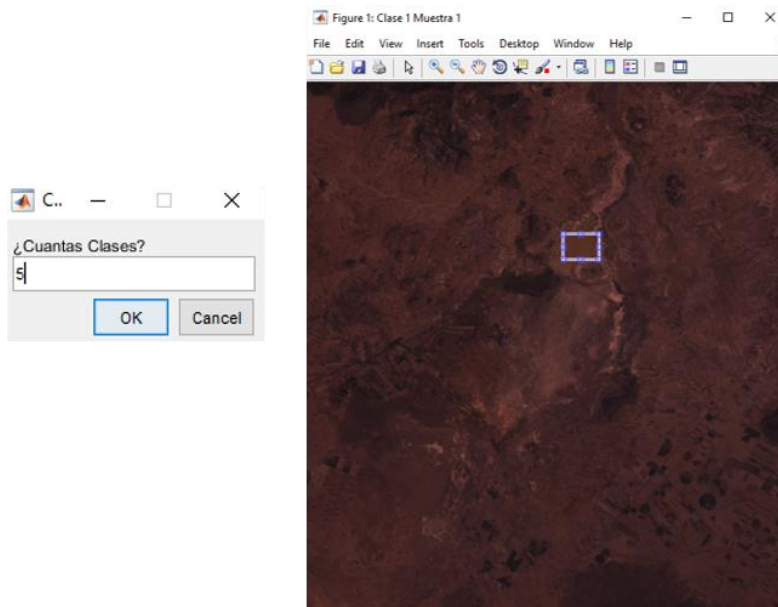 C..
¿Cuantas Clases?
5
OK Cancel
Figure 1: Clase 1 Muestra 1
File Edit View Insert Tools Desktop Window Help